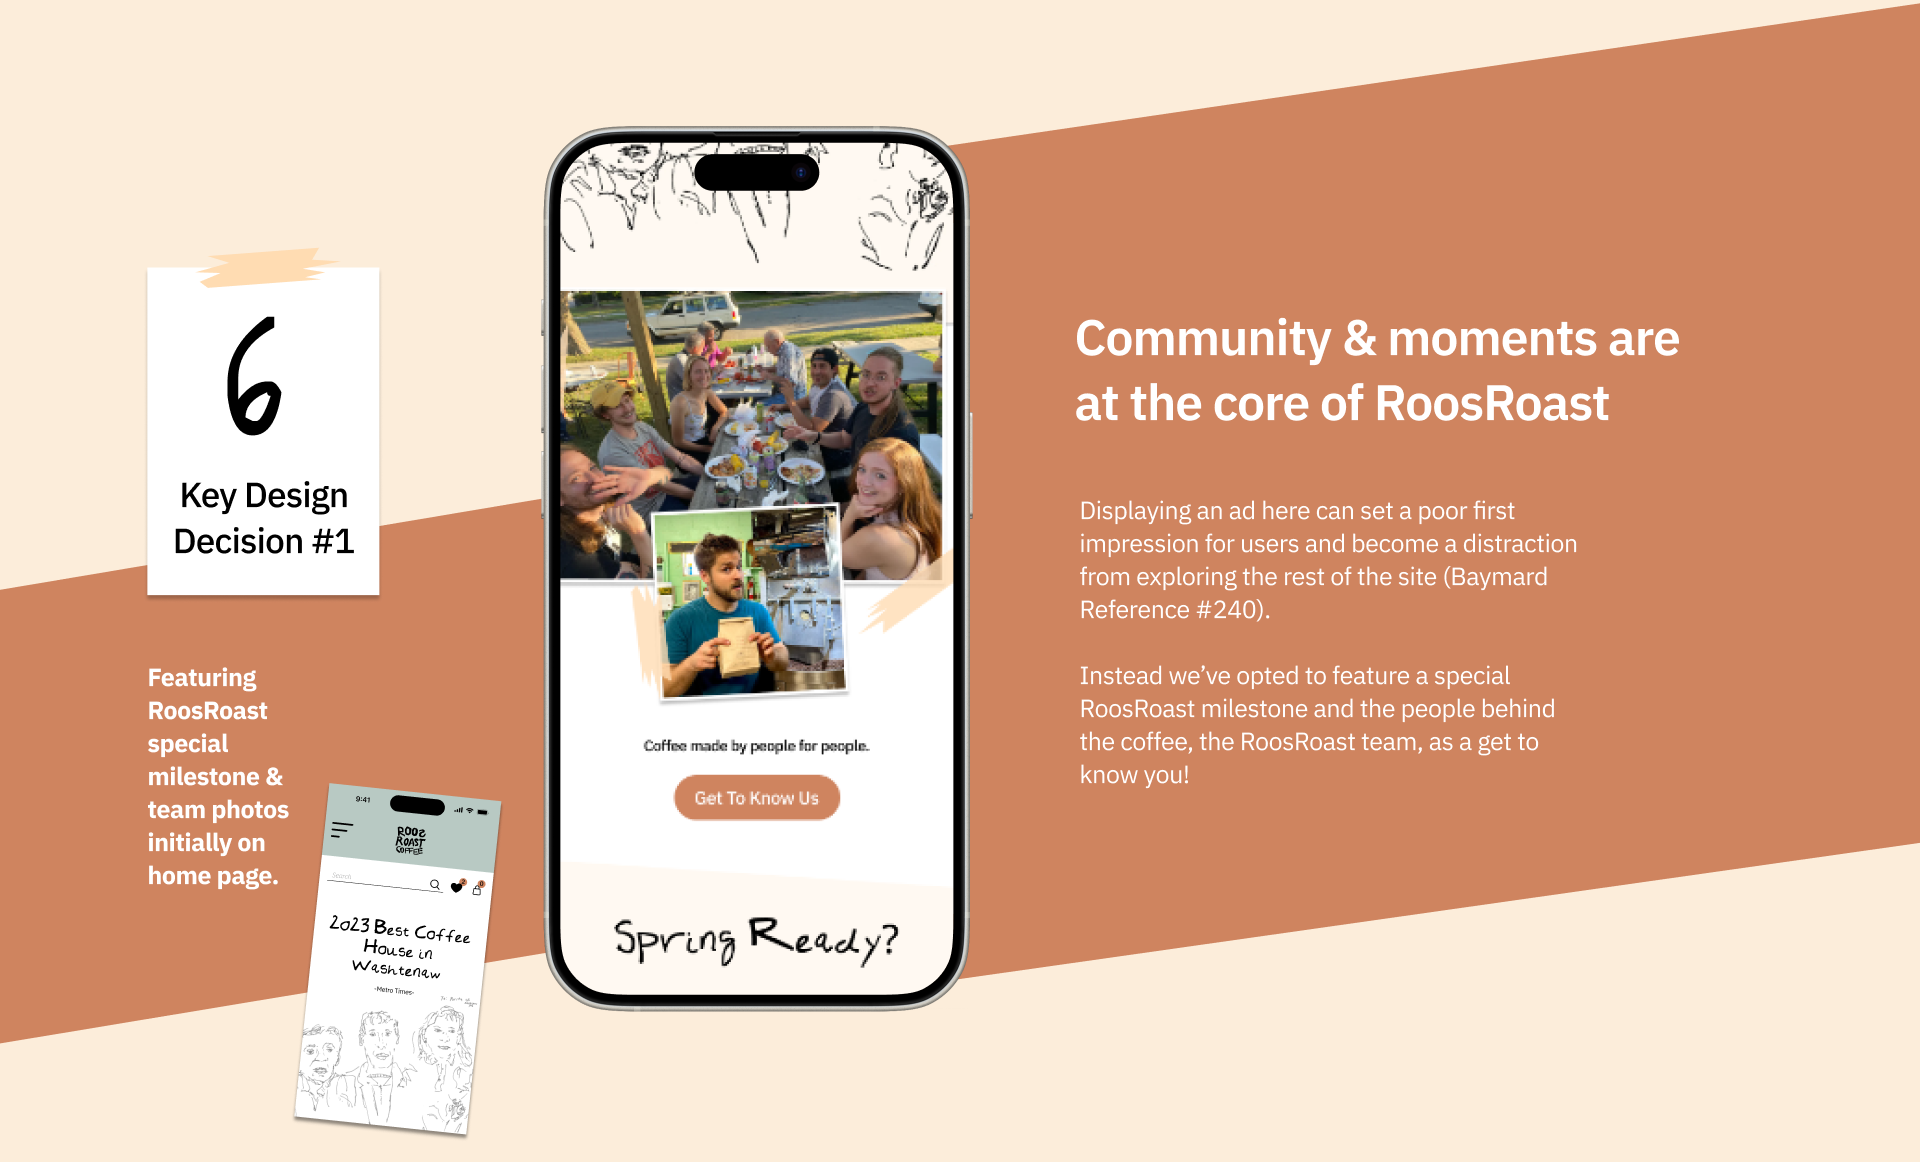 6
Key Design
Decision #1
Featuring
RoosRoast
special
milestone &
team photos
initially on
home page.
9:41
ROOS
ROAST
COFFEE
Search
2
0
2023 Best Coffee
House in
Washtenaw
-Metro Times-
Coffee made by people for people.
Get To Know Us
Spring Ready?
Community & moments are
at the core of RoosRoast
Displaying an ad here can set a poor first
impression for users and become a distraction
from exploring the rest of the site (Baymard
Reference #240).
Instead we’ve opted to feature a special
RoosRoast milestone and the people behind
the coffee, the RoosRoast team, as a get to
know you!